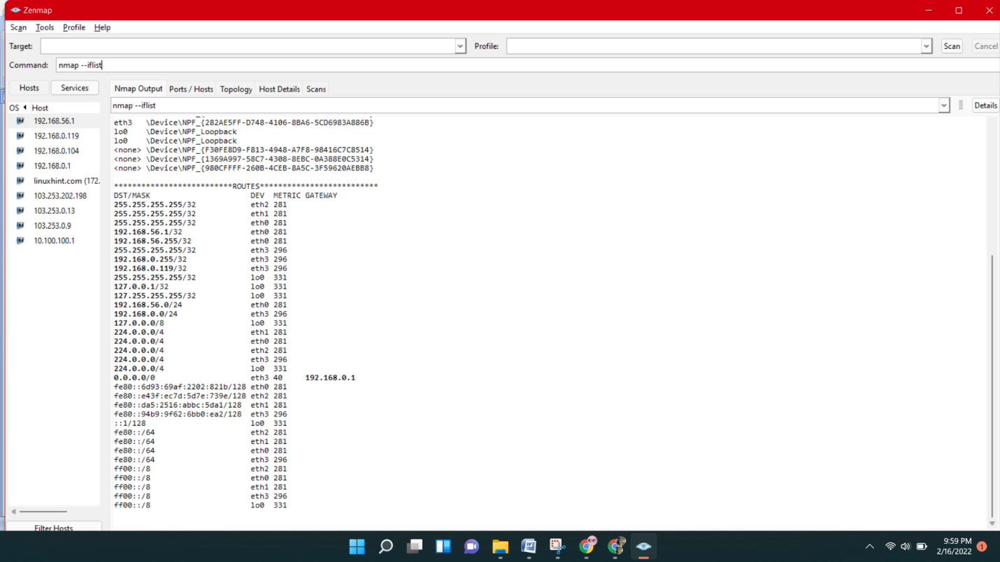 Zenmap
Scan Tools Profile Help
Target: Profile: Scan Cancel
Command: nmap --iflist
Hosts Services
Nmap Output Ports / Hosts Topology Host Details Scans
OS Host
nmap --iflist Details
192.168.56.1
192.168.0.119
192.168.0.104
192.168.0.1
linuxhint.com (172.
103.253.202.198
103.253.0.13
103.253.0.9
10.100.100.1
Filter Hosts
eth3 \Device\NPF_{282AE5FF-D748-4106-8BA6-5CD6983A886B}
lo0 \Device\NPF_Loopback
lo0 \Device\NPF_Loopback
<none> \Device\NPF_{F30FE8D9-F813-4948-A7F8-98416C7C8514}
<none> \Device\NPF_{1369A997-58C7-4308-8EBC-0A388E0C5314}
<none> \Device\NPF_{980CFFFF-260B-4CEB-8A5C-3F59620AEBB8}
**************************ROUTES**************************
DST/MASK DEV METRIC GATEWAY
255.255.255.255/32 eth2 281
255.255.255.255/32 eth1 281
255.255.255.255/32 eth0 281
192.168.56.1/32 eth0 281
192.168.56.255/32 eth0 281
255.255.255.255/32 eth3 296
192.168.0.255/32 eth3 296
192.168.0.119/32 eth3 296
255.255.255.255/32 lo0 331
127.0.0.1/32 lo0 331
127.255.255.255/32 lo0 331
192.168.56.0/24 eth0 281
192.168.0.0/24 eth3 296
127.0.0.0/8 lo0 331
224.0.0.0/4 eth1 281
224.0.0.0/4 eth0 281
224.0.0.0/4 eth2 281
224.0.0.0/4 eth3 296
224.0.0.0/4 lo0 331
0.0.0.0/0 eth3 40 192.168.0.1
fe80::6d93:69af:2202:821b/128 eth0 281
fe80::e43f:ec7d:5d7e:739e/128 eth2 281
fe80::da5:2516:abbc:5da1/128 eth1 281
fe80::94b9:9f62:6bb0:ea2/128 eth3 296
::1/128 lo0 331
fe80::/64 eth2 281
fe80::/64 eth1 281
fe80::/64 eth0 281
fe80::/64 eth3 296
ff00::/8 eth2 281
ff00::/8 eth0 281
ff00::/8 eth1 281
ff00::/8 eth3 296
ff00::/8 lo0 331
9:59 PM
2/16/2022
1